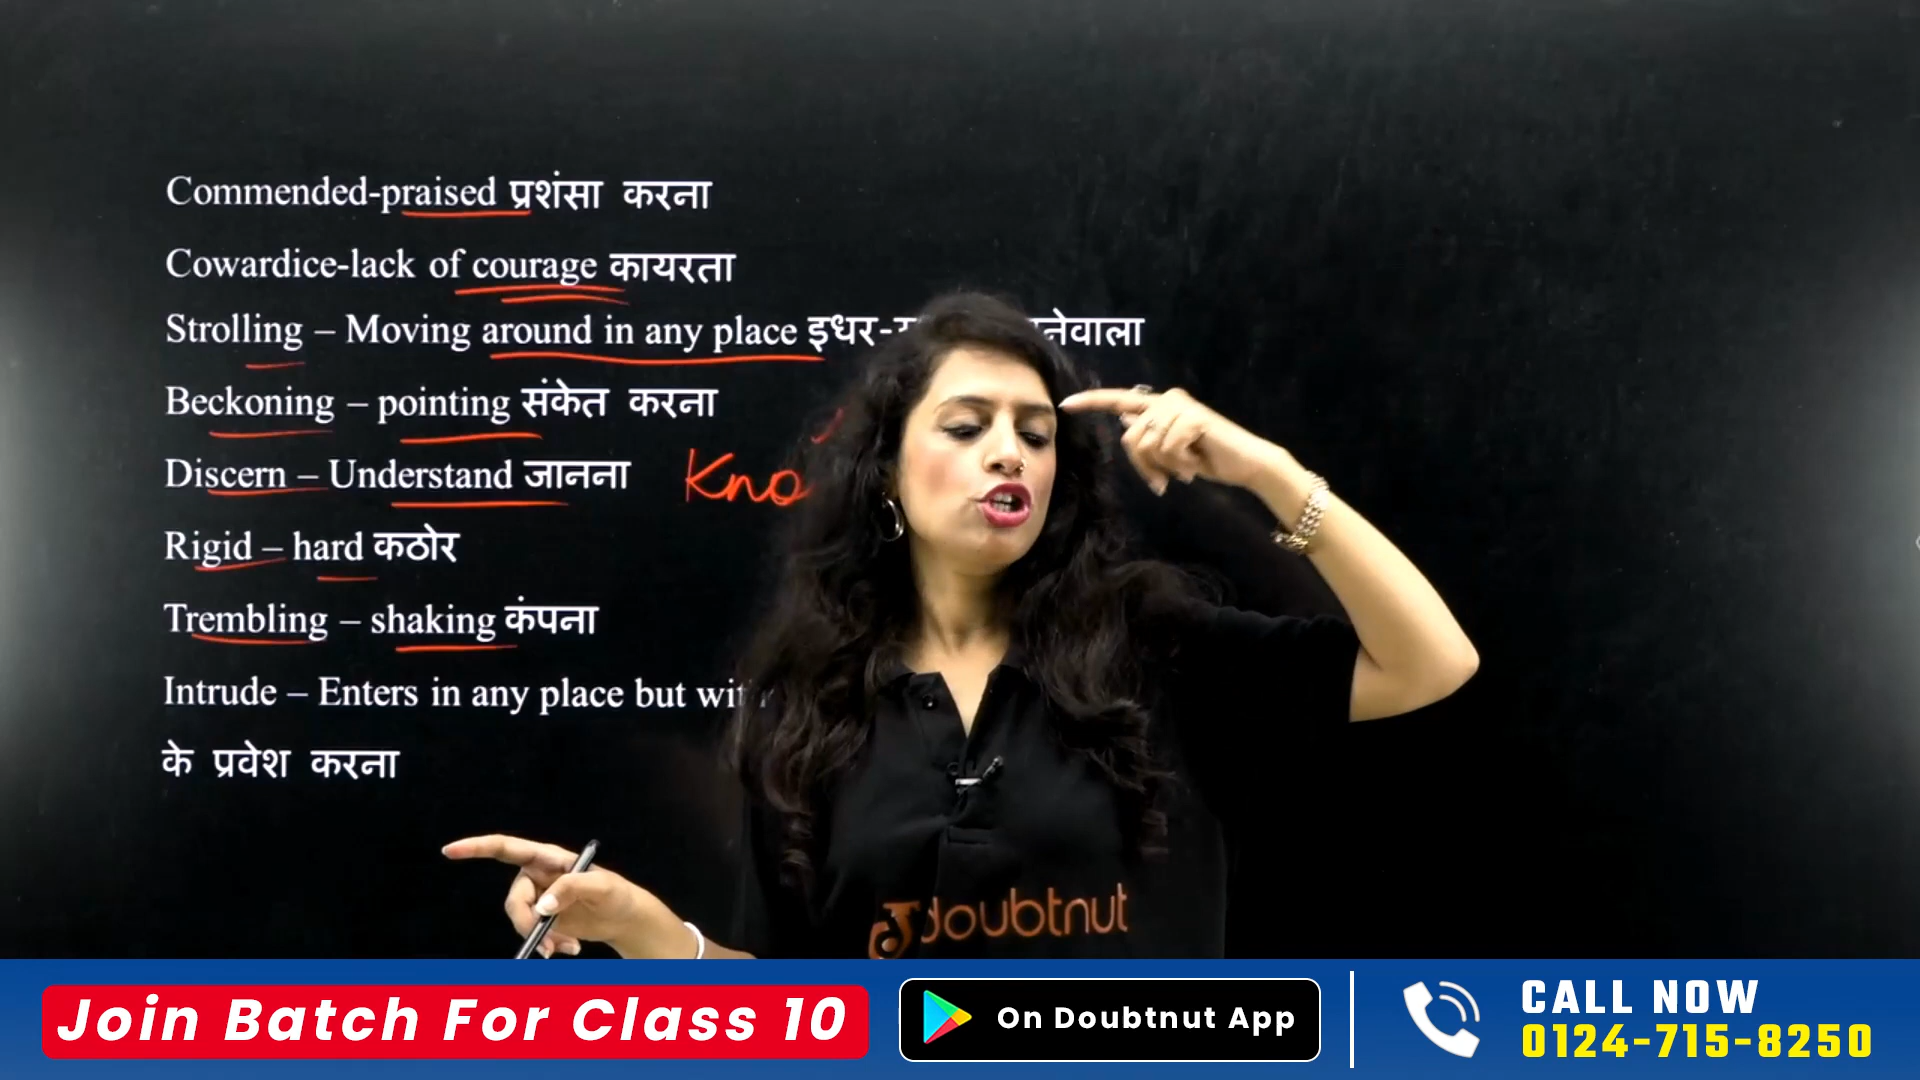 Commended-praised प्रशंसा करना
Cowardice-lack of courage कायरता
Strolling – Moving around in any place इधर-
Beckoning – pointing संकेत करना
Discern – Understand जानना
Rigid – hard कठोर
Trembling – shaking कंपना
Intrude – Enters in any place but
के प्रवेश करना
doubtnut
Join Batch For Class 10
On Doubtnut App
CALL NOW
0124-715-8250